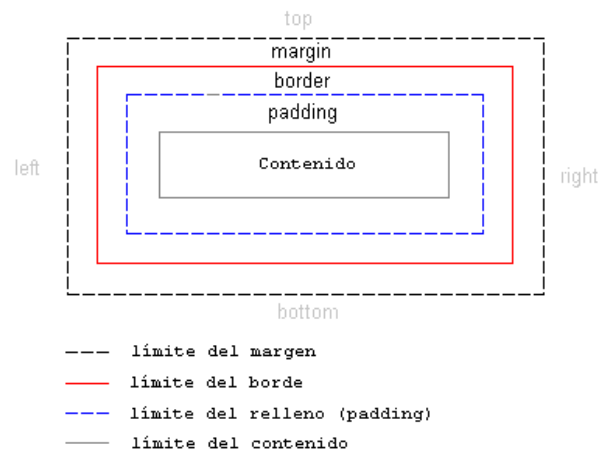 top
margin
border
padding
Contenido
left
right
bottom
límite del margen
límite del borde
límite del relleno (padding)
límite del contenido